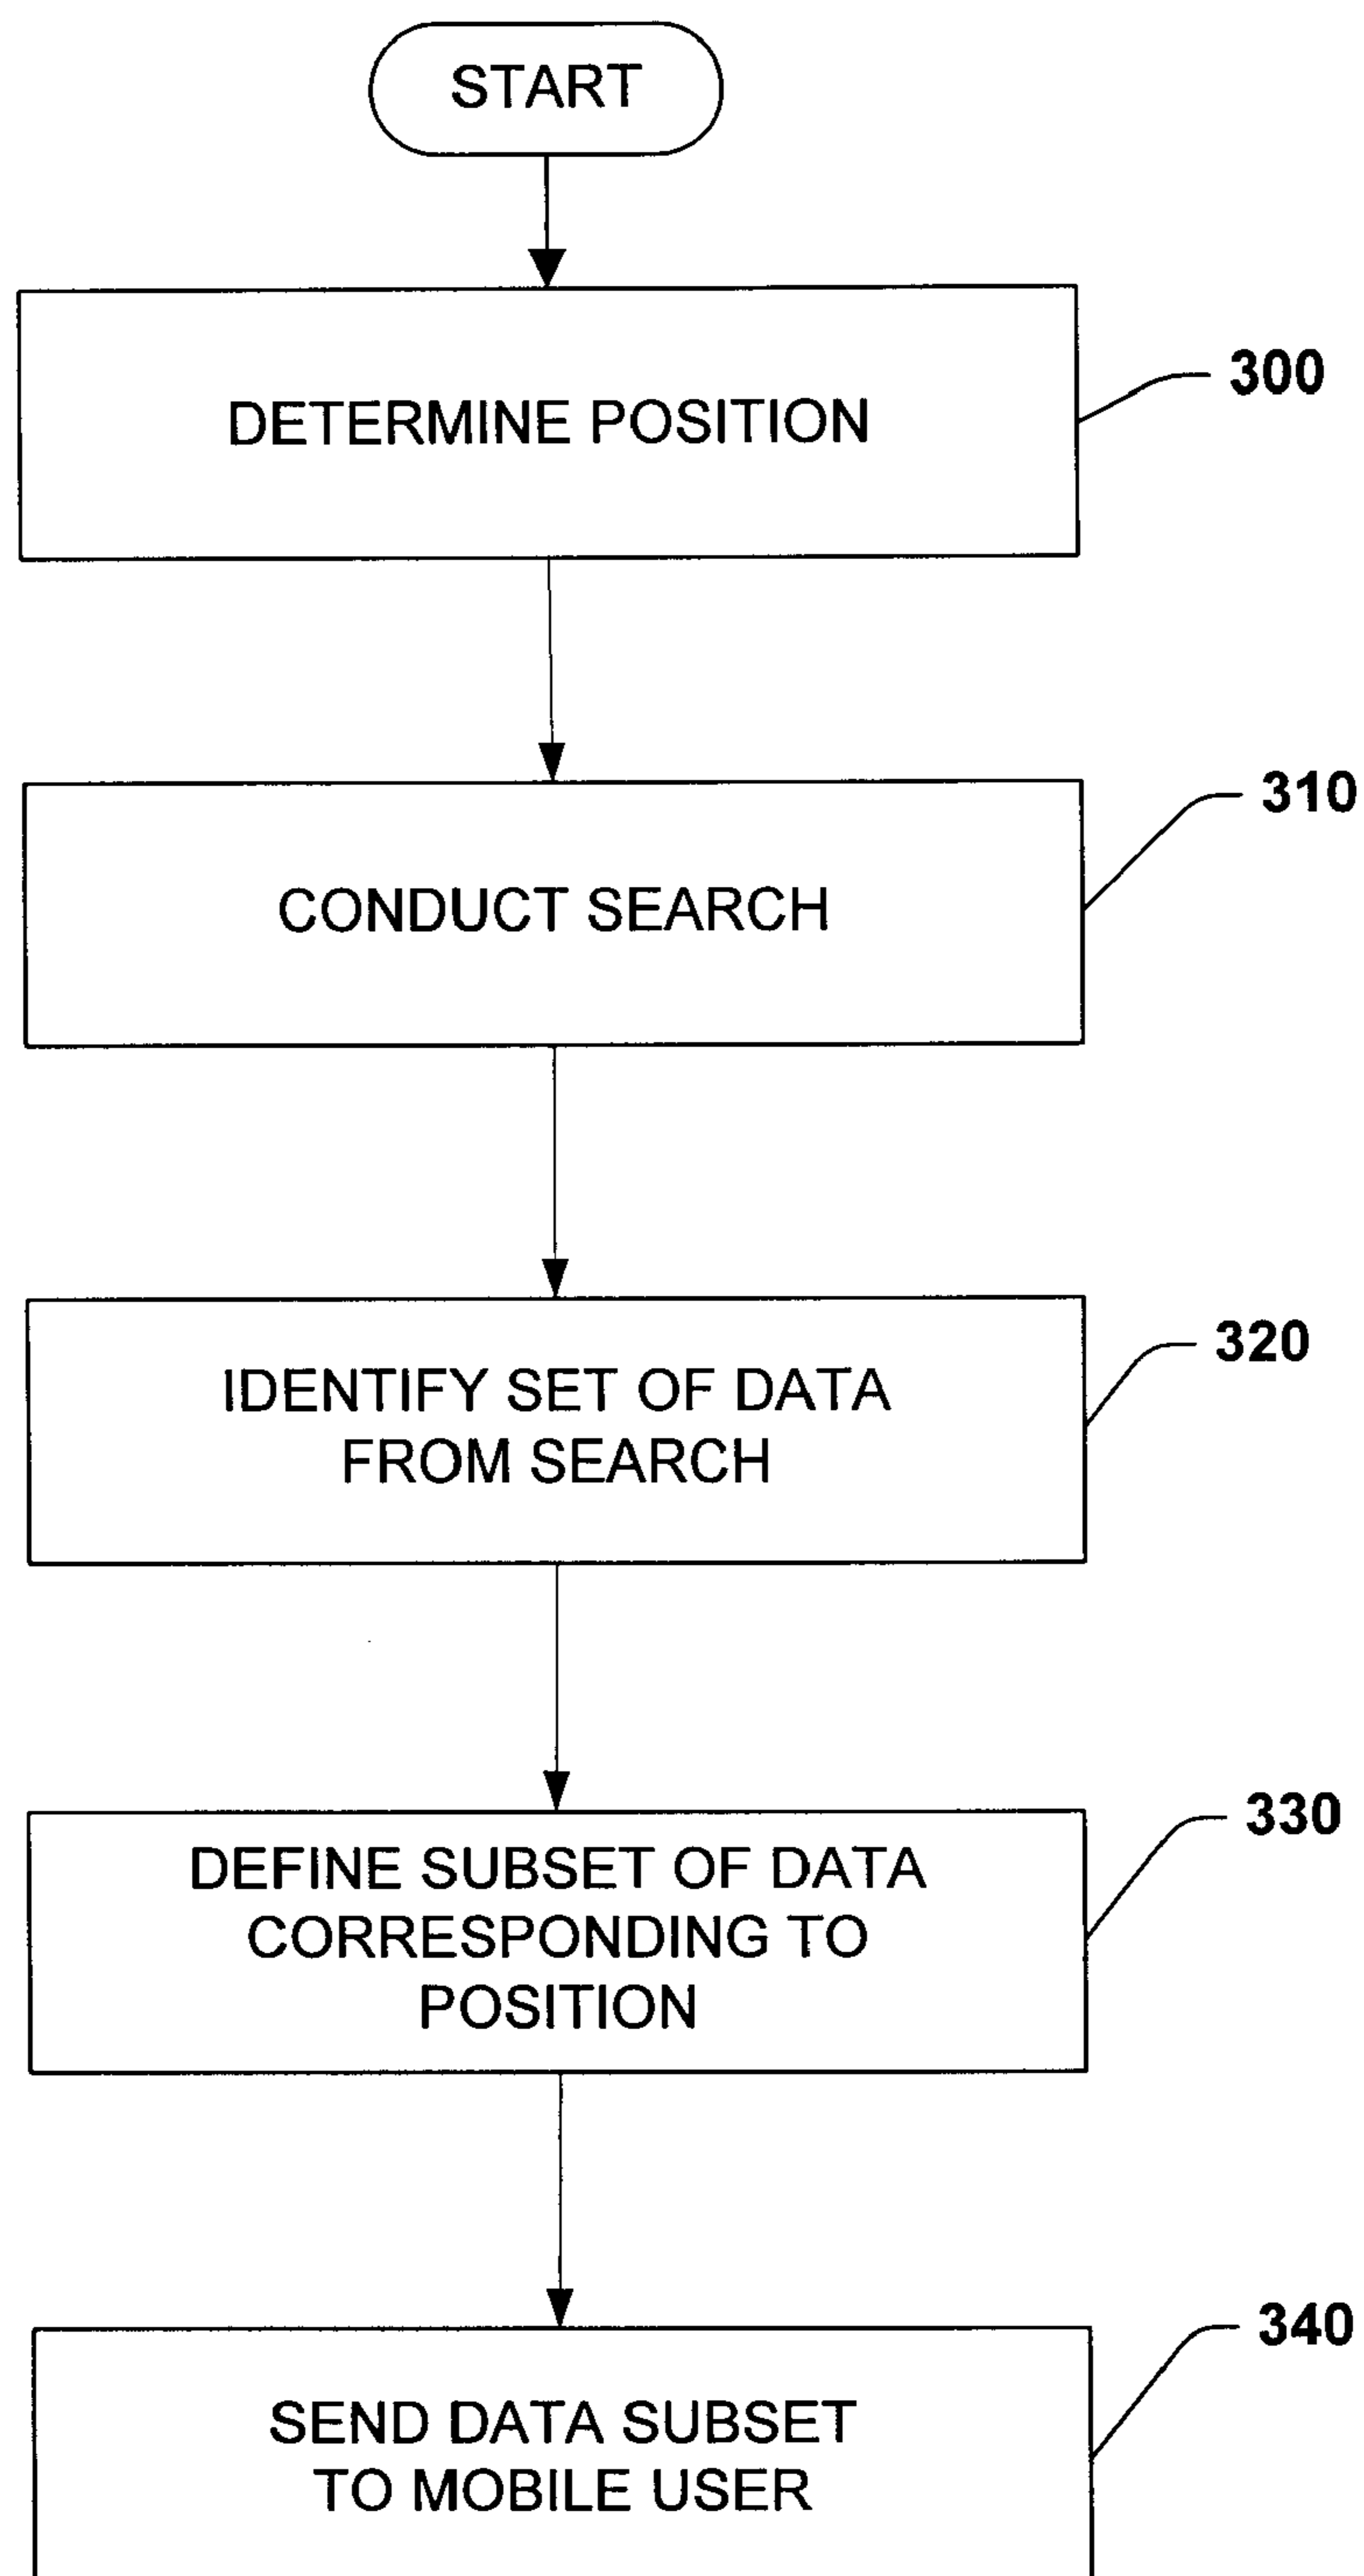 START
DETERMINE POSITION
300
CONDUCT SEARCH
310
IDENTIFY SET OF DATA
FROM SEARCH
320
DEFINE SUBSET OF DATA
CORRESPONDING TO
POSITION
330
SEND DATA SUBSET
TO MOBILE USER
340